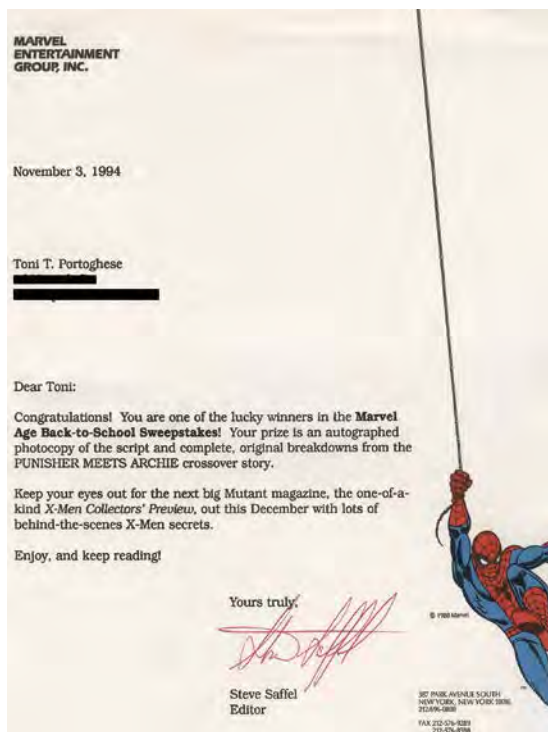 MARVEL
ENTERTAINMENT
GROUP, INC.
November 3, 1994
Toni T. Portoghese
Dear Toni:
Congratulations! You are one of the lucky winners in the Marvel
Age Back-to-School Sweepstakes! Your prize is an autographed
photocopy of the script and complete, original breakdowns from the
PUNISHER MEETS ARCHIE crossover story.
Keep your eyes out for the next big Mutant magazine, the one-of-a-
kind X-Men Collectors' Preview, out this December with lots of
behind-the-scenes X-Men secrets.
Enjoy, and keep reading!
Yours truly,
Steve Saffel
Editor
Marvel
387 PARK AVENUE SOUTH
NEW YORK, NEW YORK
FAX 212-576-